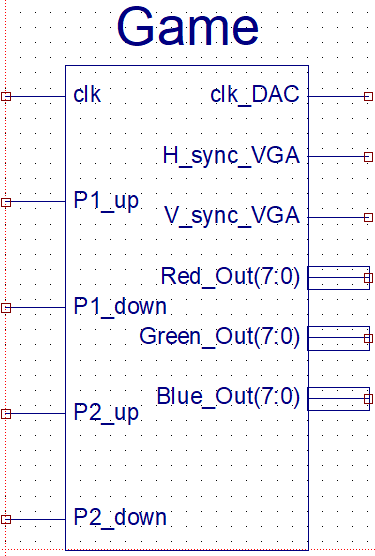 Game
clk
clk_DAC
H_sync_VGA
P1_up
V_sync_VGA
Red_Out(7:0)
P1_down
Green_Out(7:0)
Blue_Out(7:0)
P2_up
P2_down